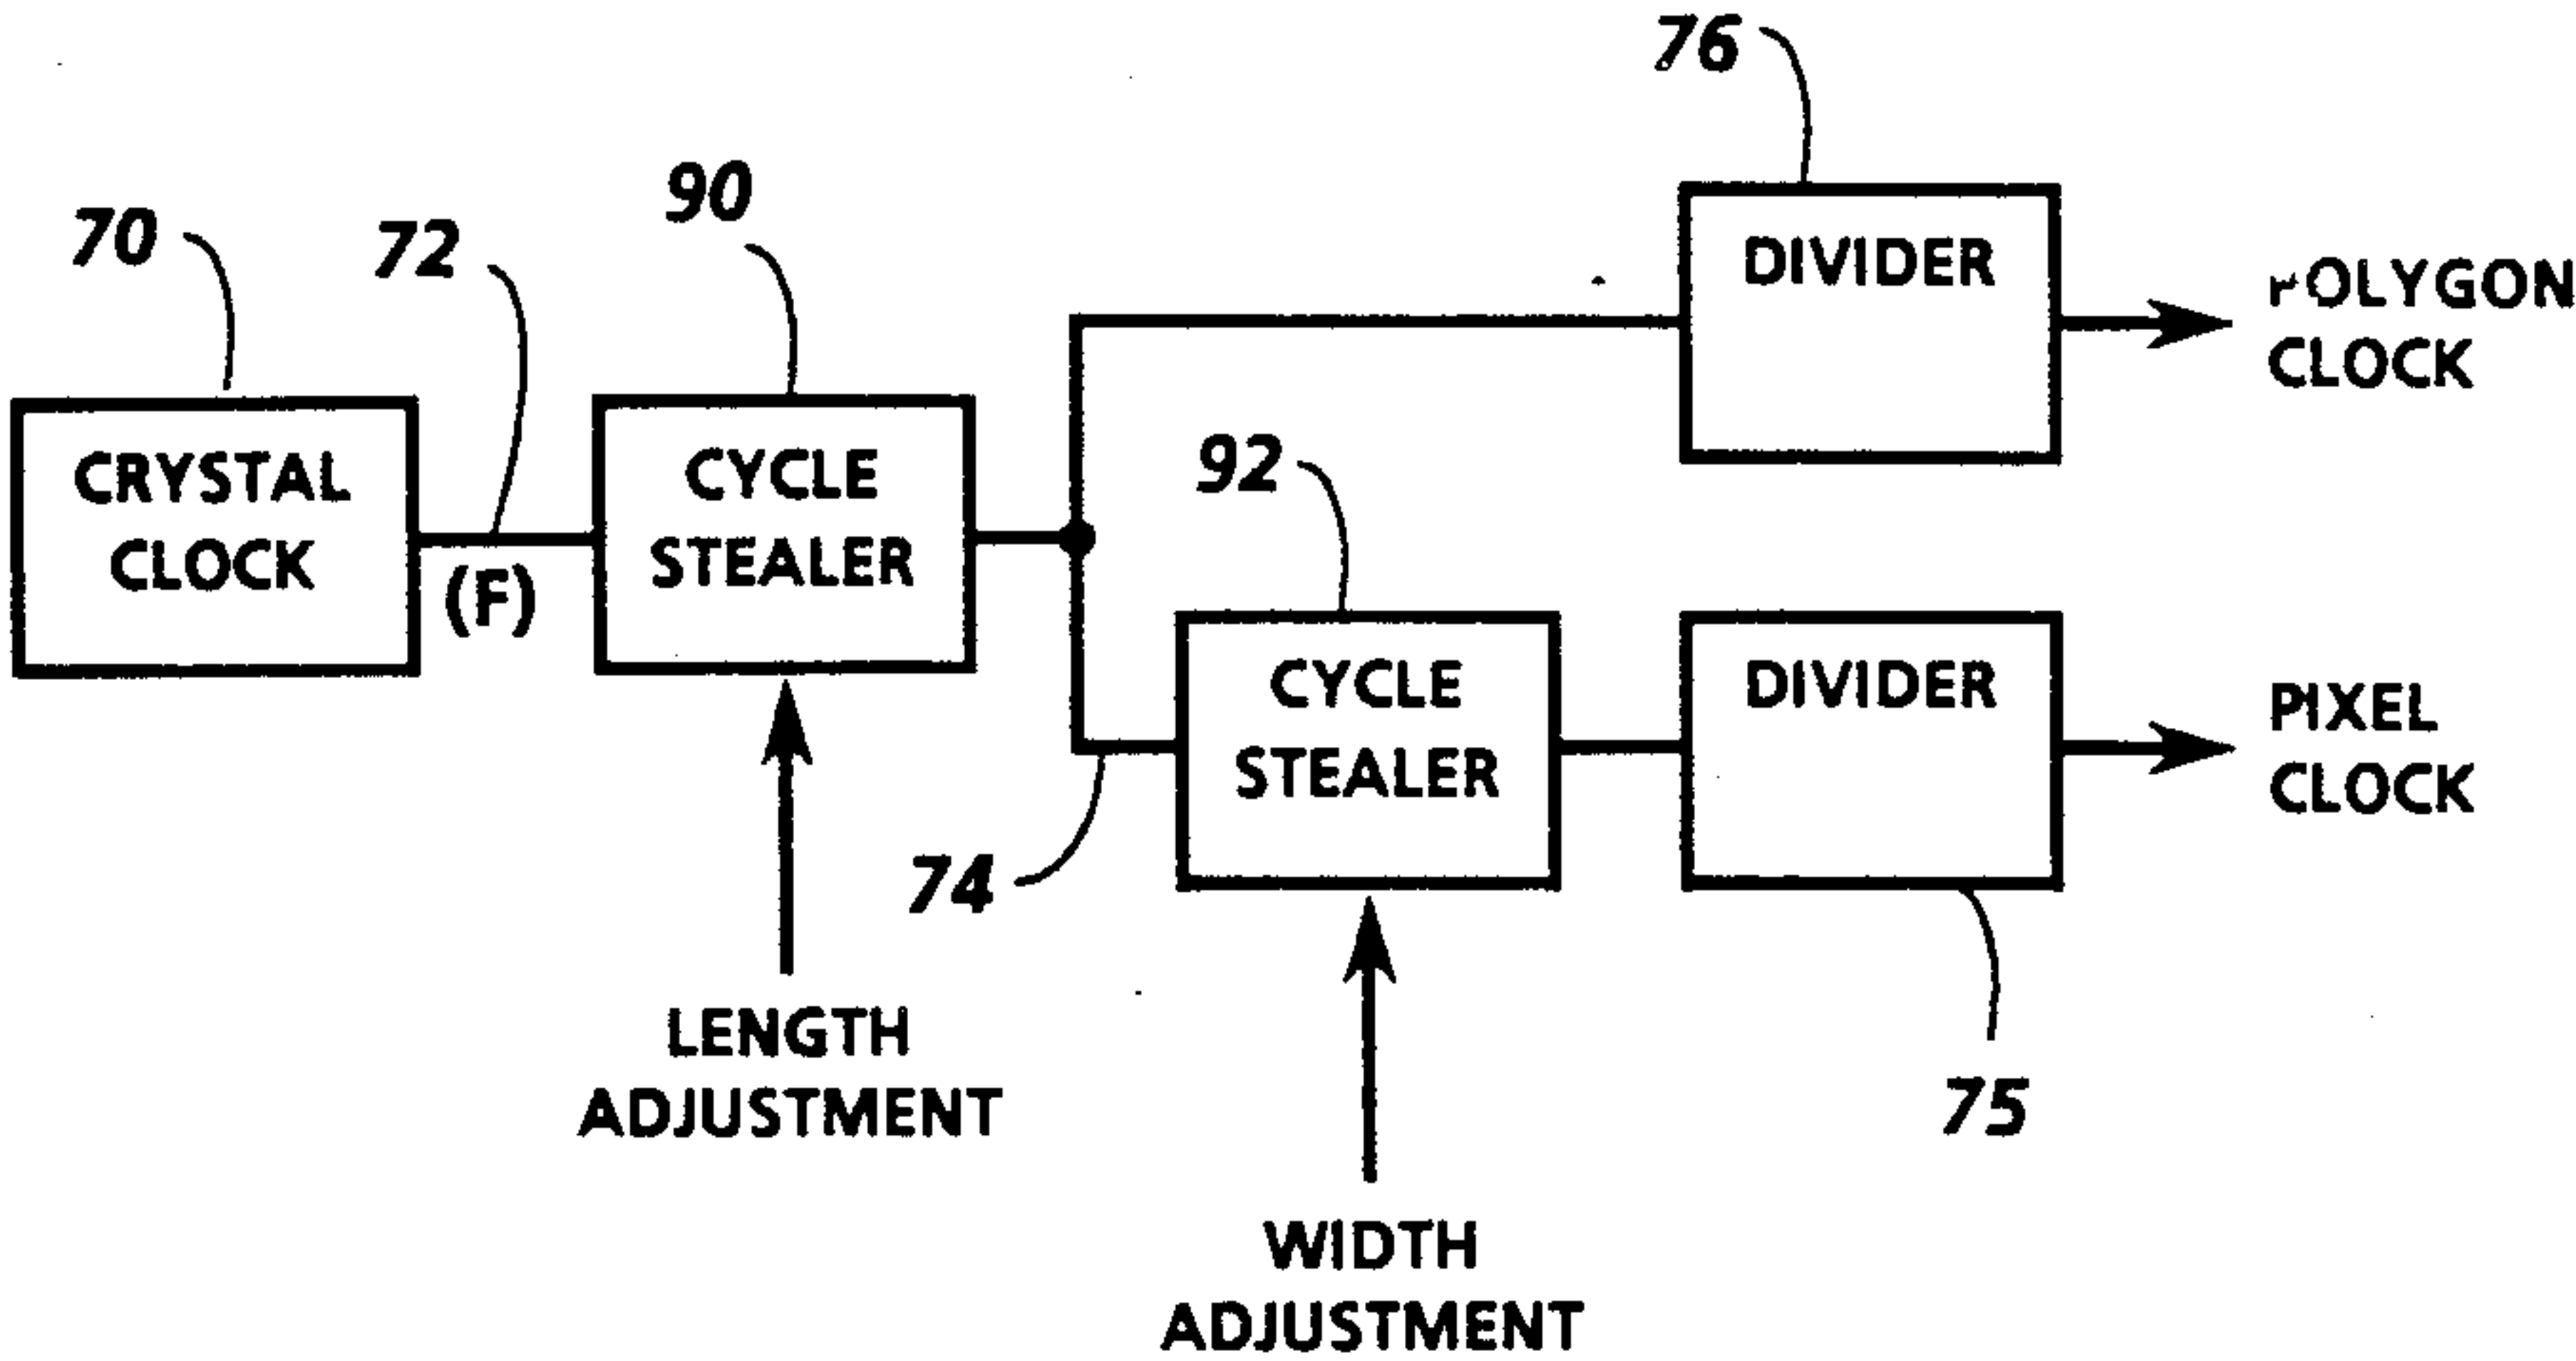 76
70
72
90
DIVIDER
POLYGON
CLOCK
CRYSTAL
CLOCK
(F)
CYCLE
STEALER
92
CYCLE
STEALER
DIVIDER
PIXEL
CLOCK
74
LENGTH
ADJUSTMENT
75
WIDTH
ADJUSTMENT